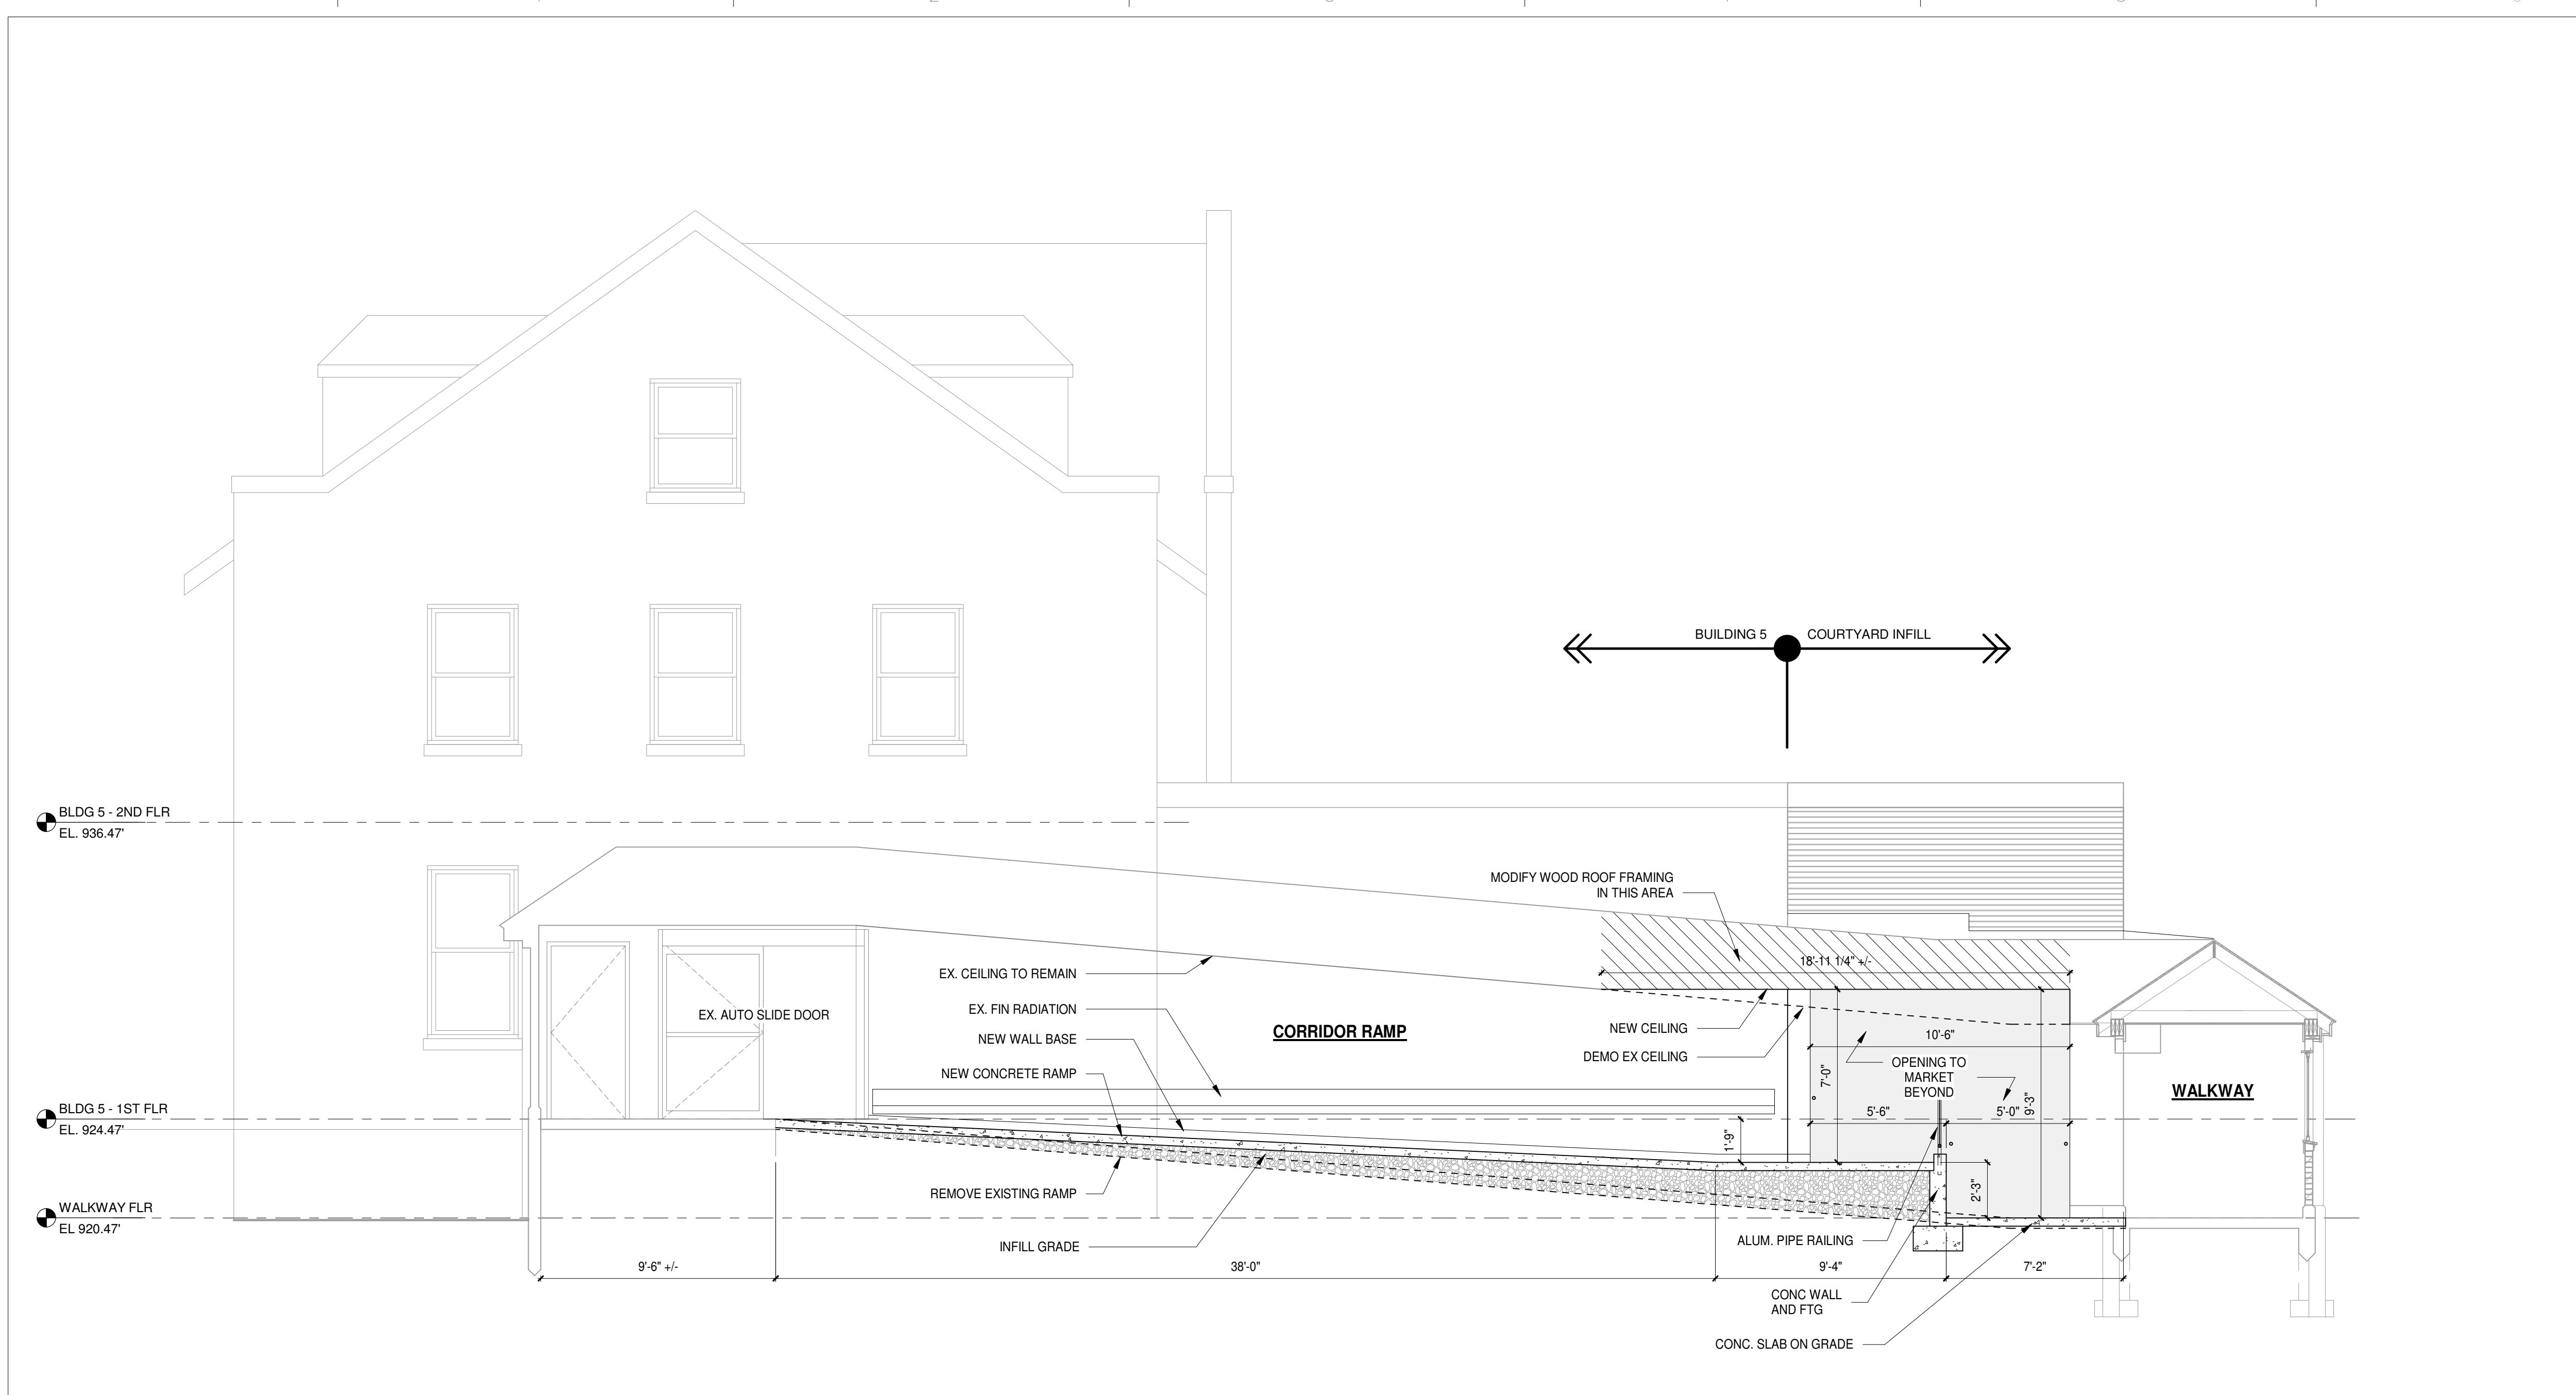 BUILDING 5
COURTYARD INFILL
BLDG 5 - 2ND FLR
EL. 936.47'
MODIFY WOOD ROOF FRAMING
IN THIS AREA
18'-11 1/4" +/-
EX. CEILING TO REMAIN
EX. AUTO SLIDE DOOR
EX. FIN RADIATION
CORRIDOR RAMP
NEW CEILING
NEW WALL BASE
DEMO EX CEILING
10'-6"
OPENING TO
MARKET
BEYOND
NEW CONCRETE RAMP
7'-0"
9'-3"
WALKWAY
BLDG 5 - 1ST FLR
EL. 924.47'
5'-6"
5'-0"
1'-9"
REMOVE EXISTING RAMP
2'-3"
WALKWAY FLR
EL 920.47'
INFILL GRADE
ALUM. PIPE RAILING
9'-6" +/-
38'-0"
9'-4"
7'-2"
CONC WALL
AND FTG
CONC. SLAB ON GRADE